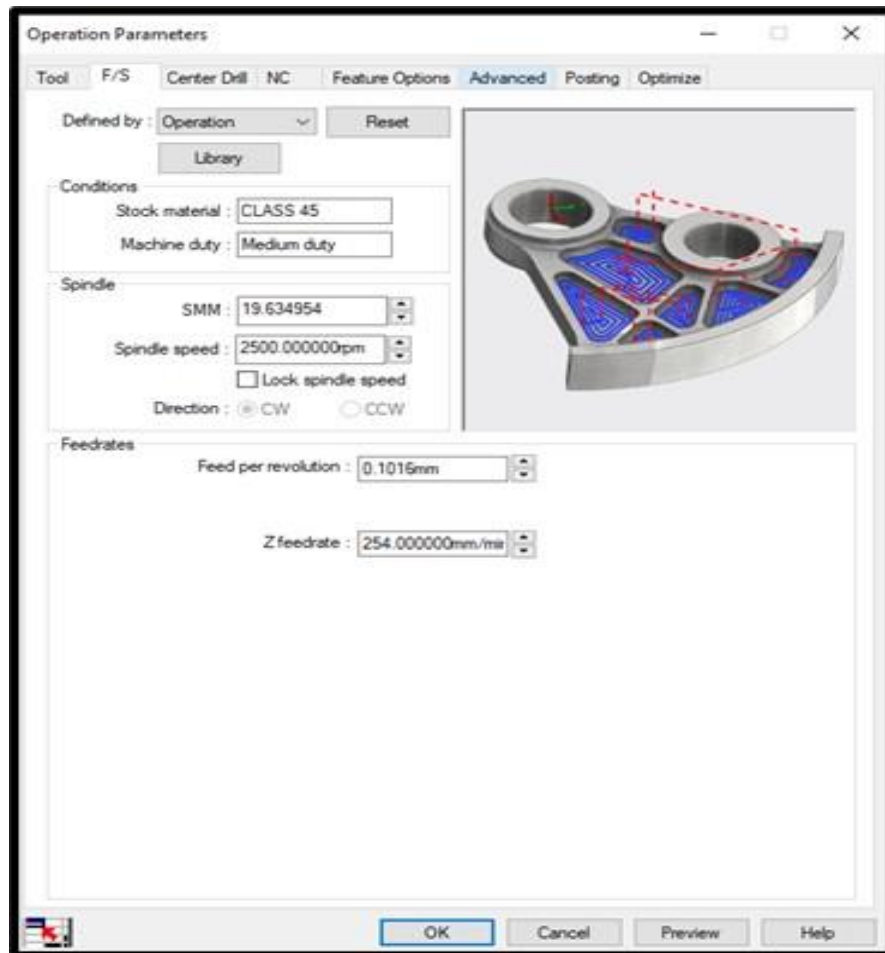 Operation Parameters
Tool F/S Center Drill NC Feature Options Advanced Posting Optimize
Defined by : Operation Reset
Library
Conditions
Stock material : CLASS 45
Machine duty : Medium duty
Spindle
SMM : 19.634954
Spindle speed : 2500.000000rpm
Lock spindle speed
Direction : CW CCW
Feedrates
Feed per revolution : 0.1016mm
Z feedrate : 254.000000mm/min
OK Cancel Preview Help